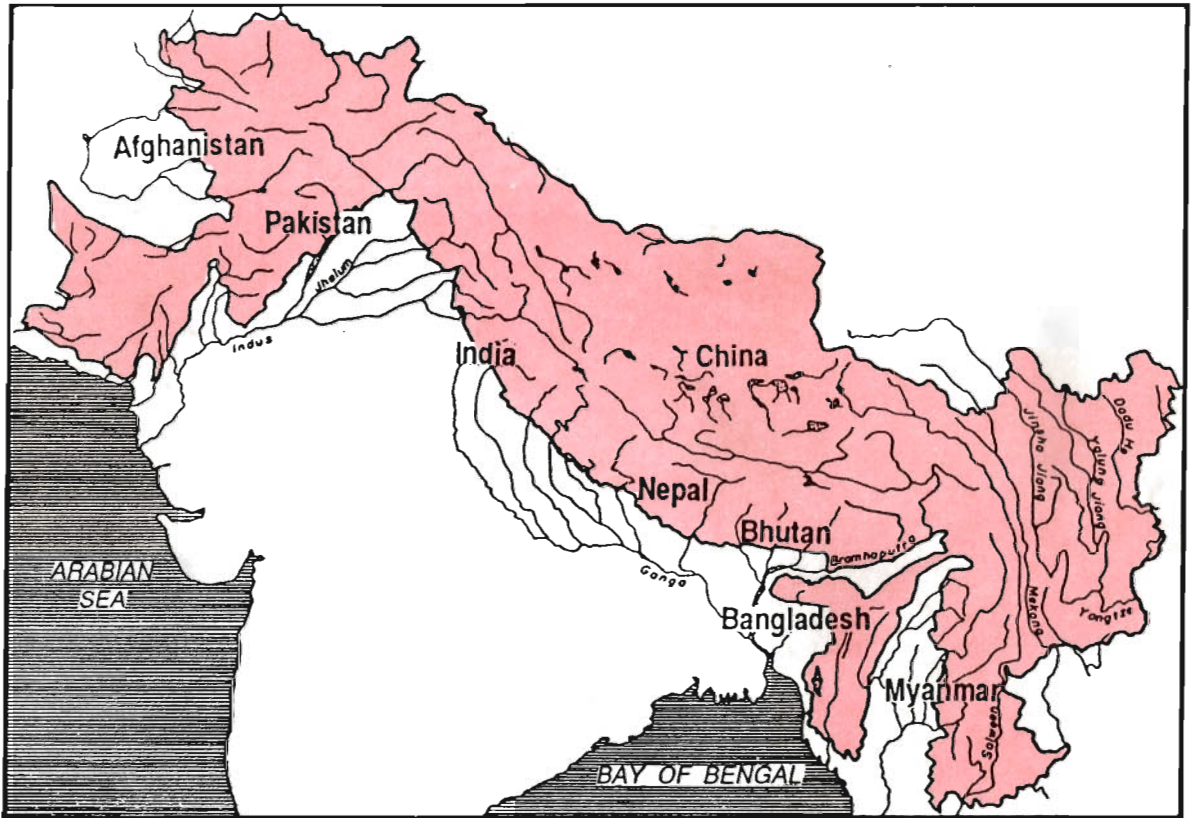 Afghanistan
Pakistan
Jhelum
Indus
India
China
Jinsha Jiang
Yalung Jiang
Dadu He
Nepal
Bhutan
Bramhaputra
Ganga
ARABIAN
SEA
Bangladesh
Mekong
Yangtse
Myanmar
Salween
BAY OF BENGAL